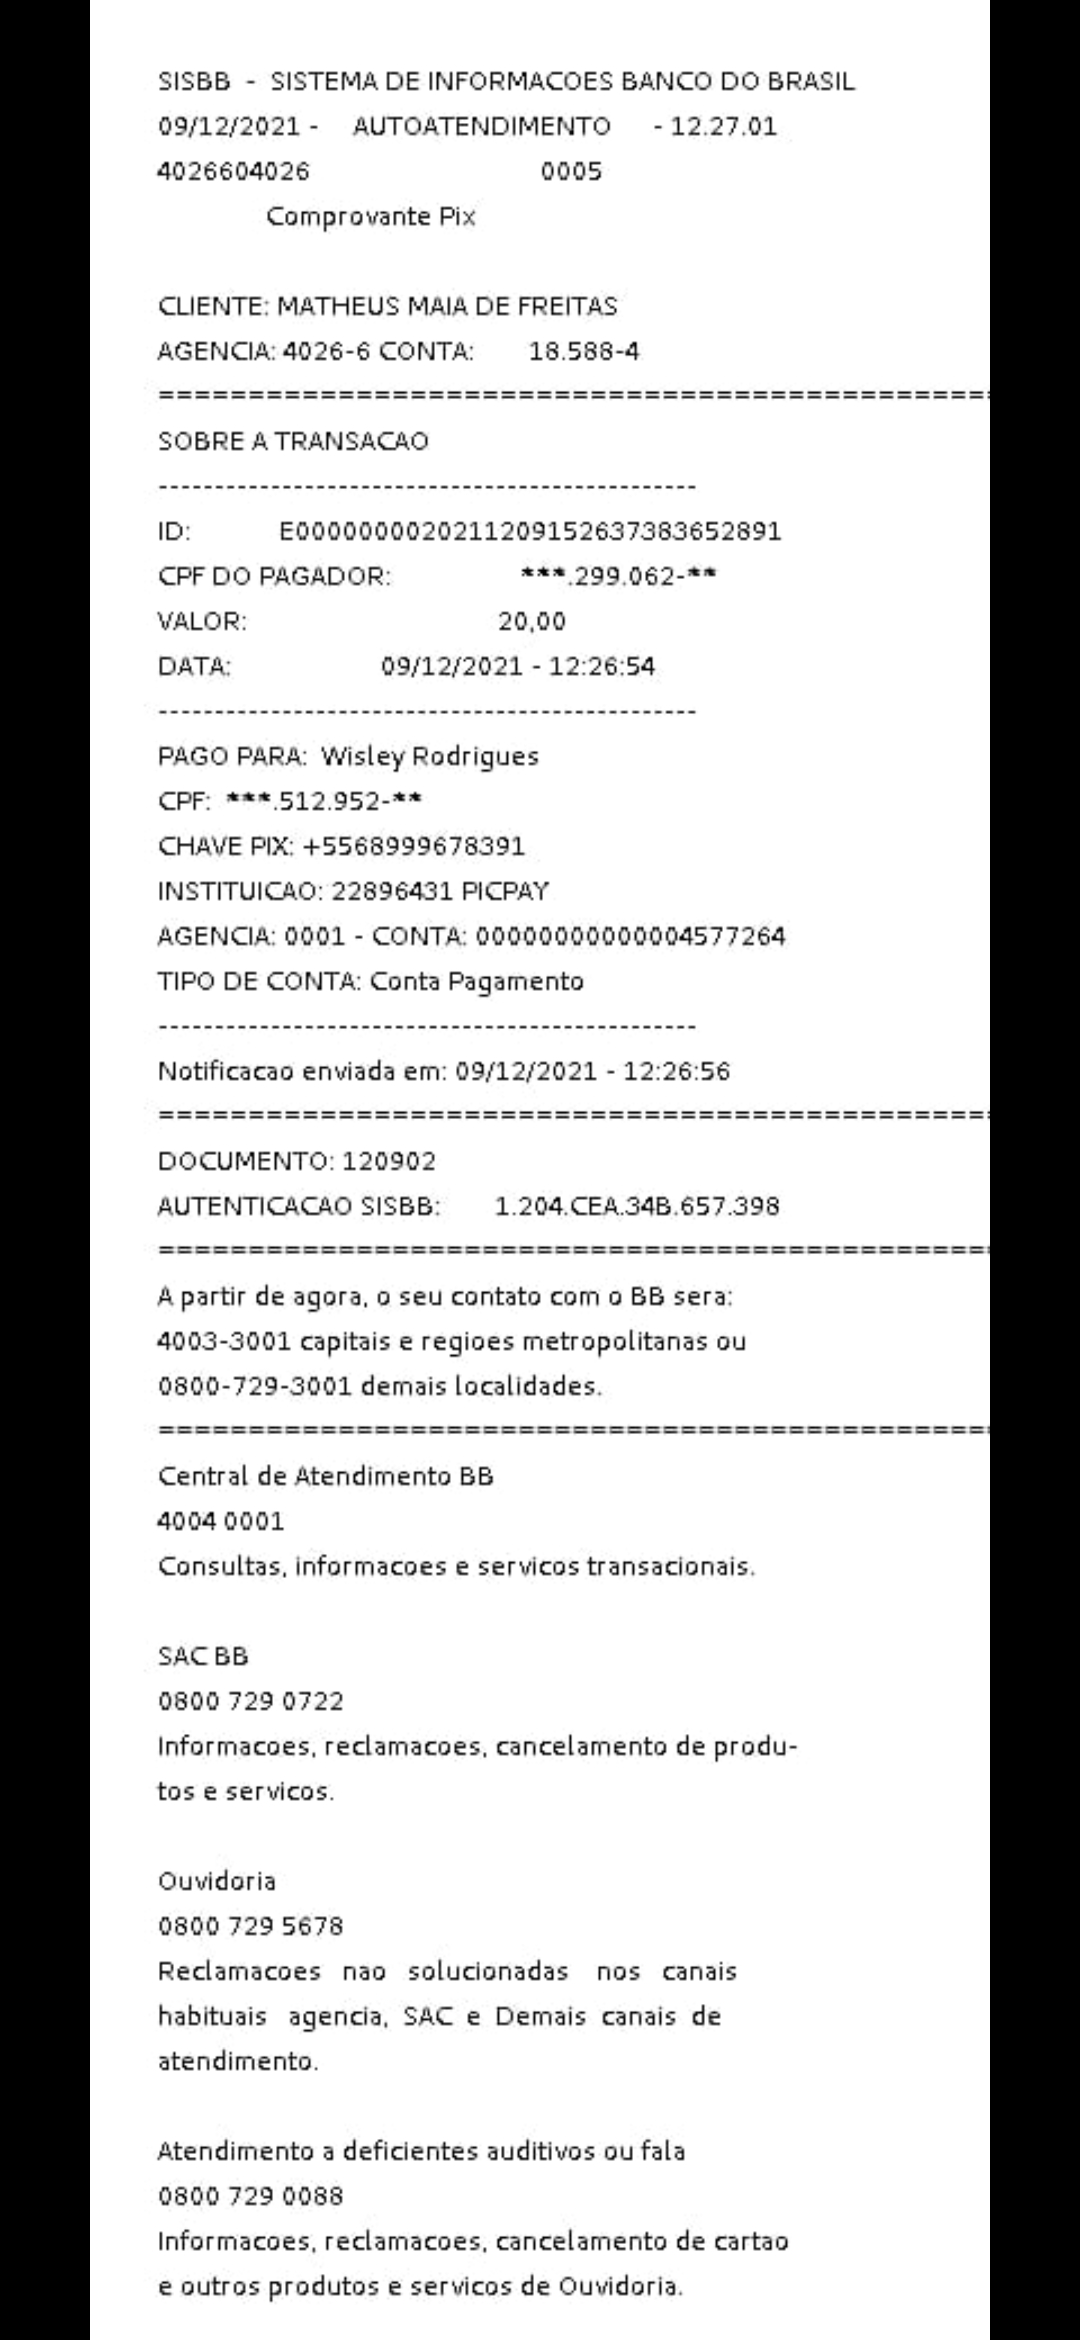 SISBB - SISTEMA DE INFORMACOES BANCO DO BRASIL
09/12/2021 - AUTOATENDIMENTO - 12.27.01
4026604026 0005
Comprovante Pix
CLIENTE: MATHEUS MAIA DE FREITAS
AGENCIA: 4026-6 CONTA: 18.588-4
==============================================
SOBRE A TRANSACAO
------------------------------------------------
ID: E0000000020211209152637383652891
CPF DO PAGADOR: ***.299.062-**
VALOR: 20,00
DATA: 09/12/2021 - 12:26:54
------------------------------------------------
PAGO PARA: Wisley Rodrigues
CPF: ***.512.952-**
CHAVE PIX: +5568999678391
INSTITUICAO: 22896431 PICPAY
AGENCIA: 0001 - CONTA: 00000000000004577264
TIPO DE CONTA: Conta Pagamento
------------------------------------------------
Notificacao enviada em: 09/12/2021 - 12:26:56
==============================================
DOCUMENTO: 120902
AUTENTICACAO SISBB: 1.204.CEA.34B.657.398
==============================================
A partir de agora, o seu contato com o BB sera:
4003-3001 capitais e regioes metropolitanas ou
0800-729-3001 demais localidades.
==============================================
Central de Atendimento BB
4004 0001
Consultas, informacoes e servicos transacionais.
SAC BB
0800 729 0722
Informacoes, reclamacoes, cancelamento de produ-
tos e servicos.
Ouvidoria
0800 729 5678
Reclamacoes nao solucionadas nos canais
habituais agencia, SAC e Demais canais de
atendimento.
Atendimento a deficientes auditivos ou fala
0800 729 0088
Informacoes, reclamacoes, cancelamento de cartao
e outros produtos e servicos de Ouvidoria.